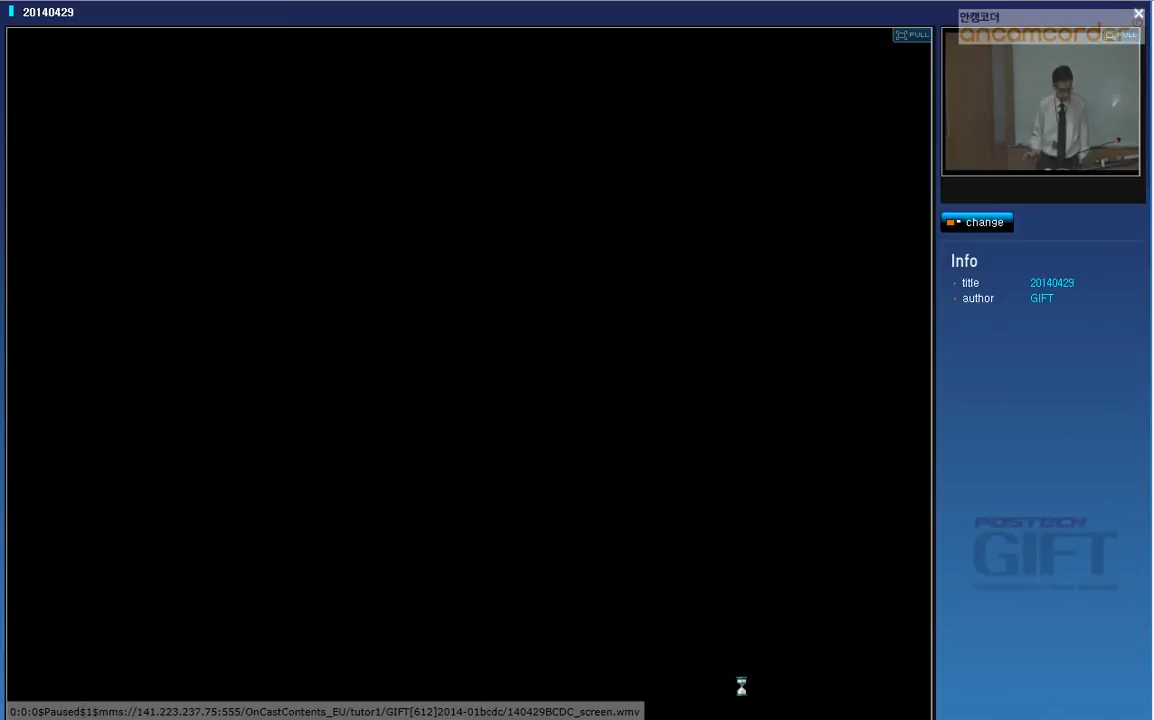 20140429
안캠코더
ancamcorder
FULL
change
Info
title 20140429
author GIFT
POSTECH
GIFT
0:0:0$Paused$1$mms://141.223.237.75:555/OnCastContents_EU/tutor1/GIFT[612]2014-01bcdc/140429BCDC_screen.wmv